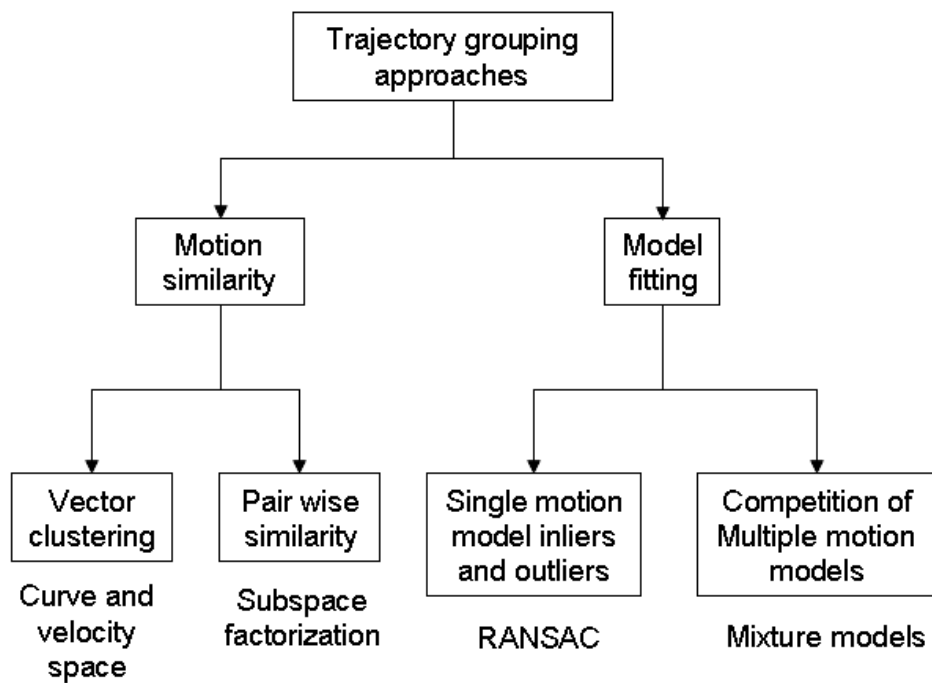 Trajectory grouping
approaches
Motion
similarity
Model
fitting
Vector
clustering
Pair wise
similarity
Single motion
model inliers
and outliers
Competition of
Multiple motion
models
Curve and
velocity
space
Subspace
factorization
RANSAC
Mixture models